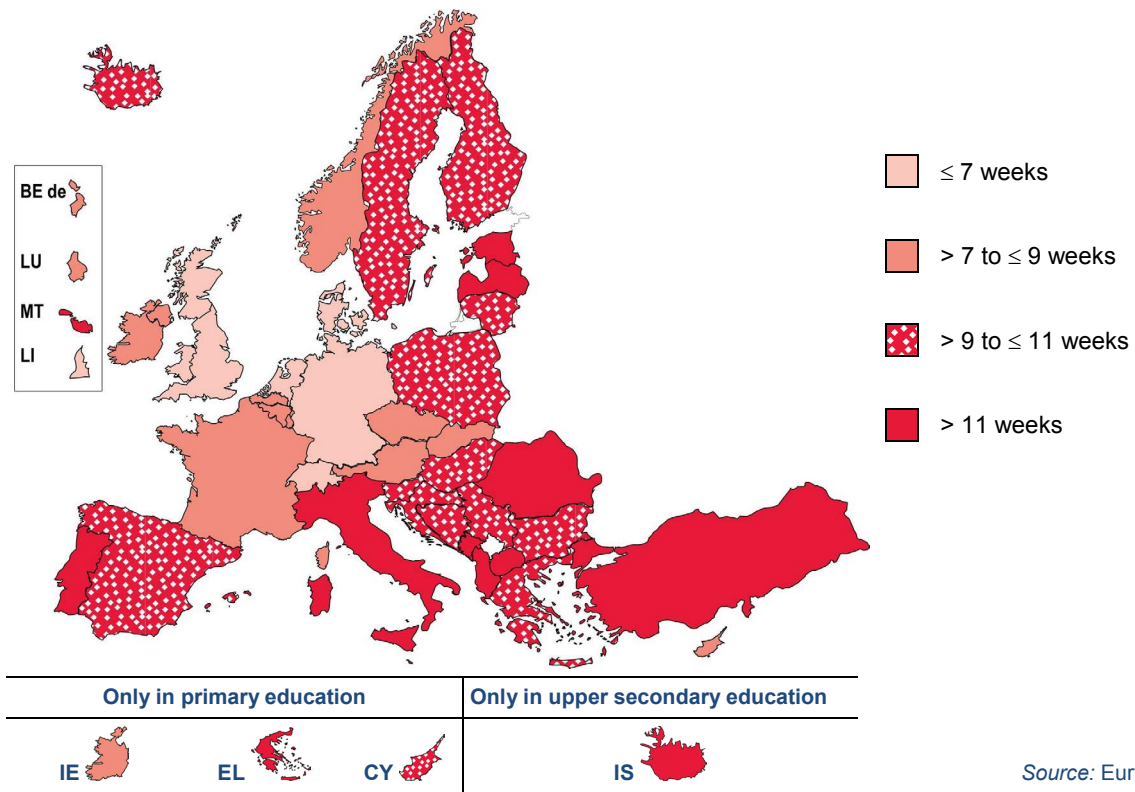 BE de
LU
MT
LI
≤ 7 weeks
> 7 to ≤ 9 weeks
> 9 to ≤ 11 weeks
> 11 weeks
Only in primary education
Only in upper secondary education
IE
EL
CY
IS
Source: Eur